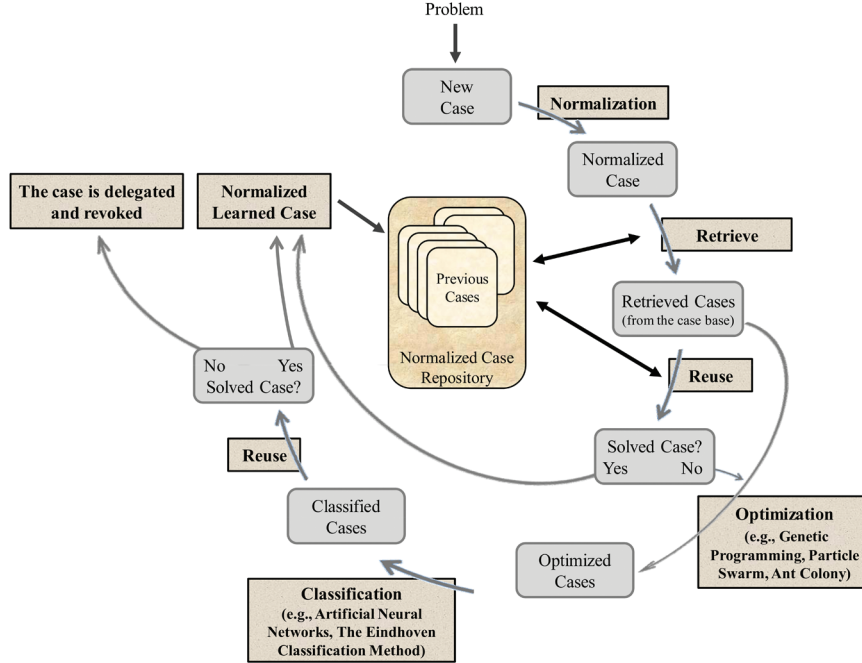 Problem
New
Case
Normalization
Normalized
Case
The case is delegated
and revoked
Normalized
Learned Case
Retrieve
Previous
Cases
Retrieved Cases
(from the case base)
Normalized Case
Repository
No Yes
Solved Case?
Reuse
Solved Case?
Yes No
Reuse
Classified
Cases
Optimization
(e.g., Genetic
Programming, Particle
Swarm, Ant Colony)
Optimized
Cases
Classification
(e.g., Artificial Neural
Networks, The Eindhoven
Classification Method)